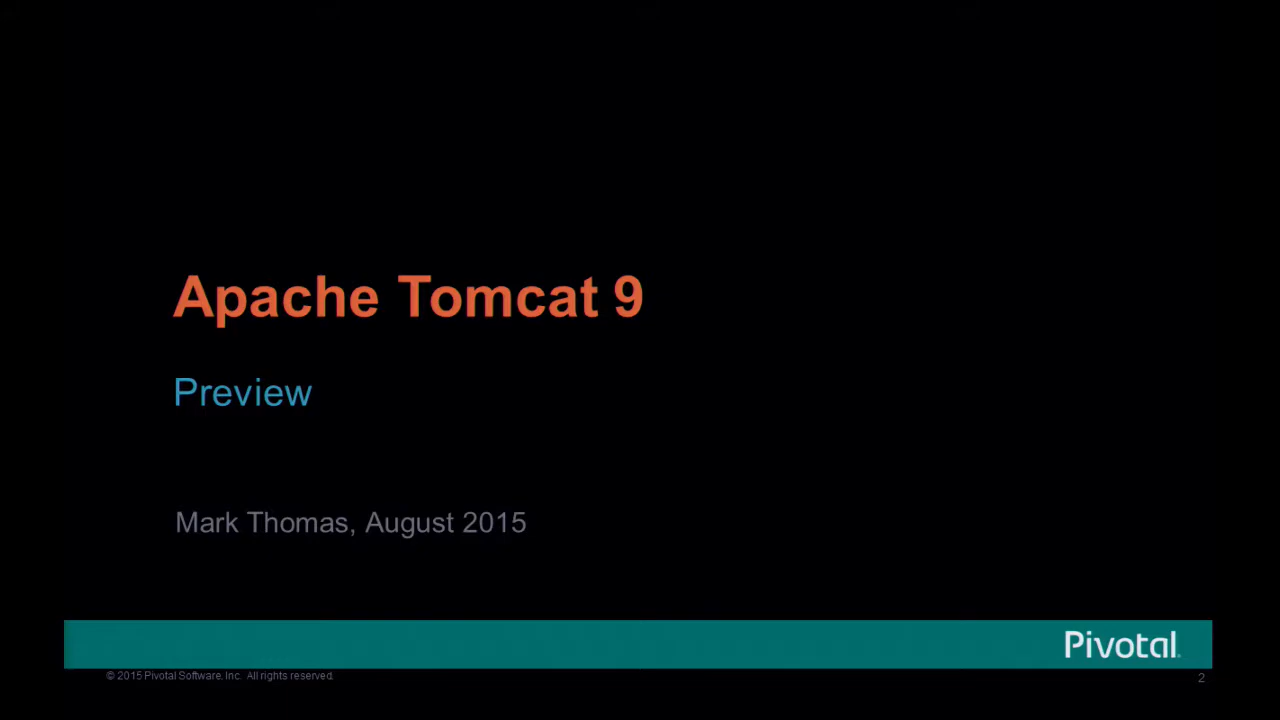 Apache Tomcat 9
Preview
Mark Thomas, August 2015
Pivotal.
© 2015 Pivotal Software, Inc. All rights reserved.
2